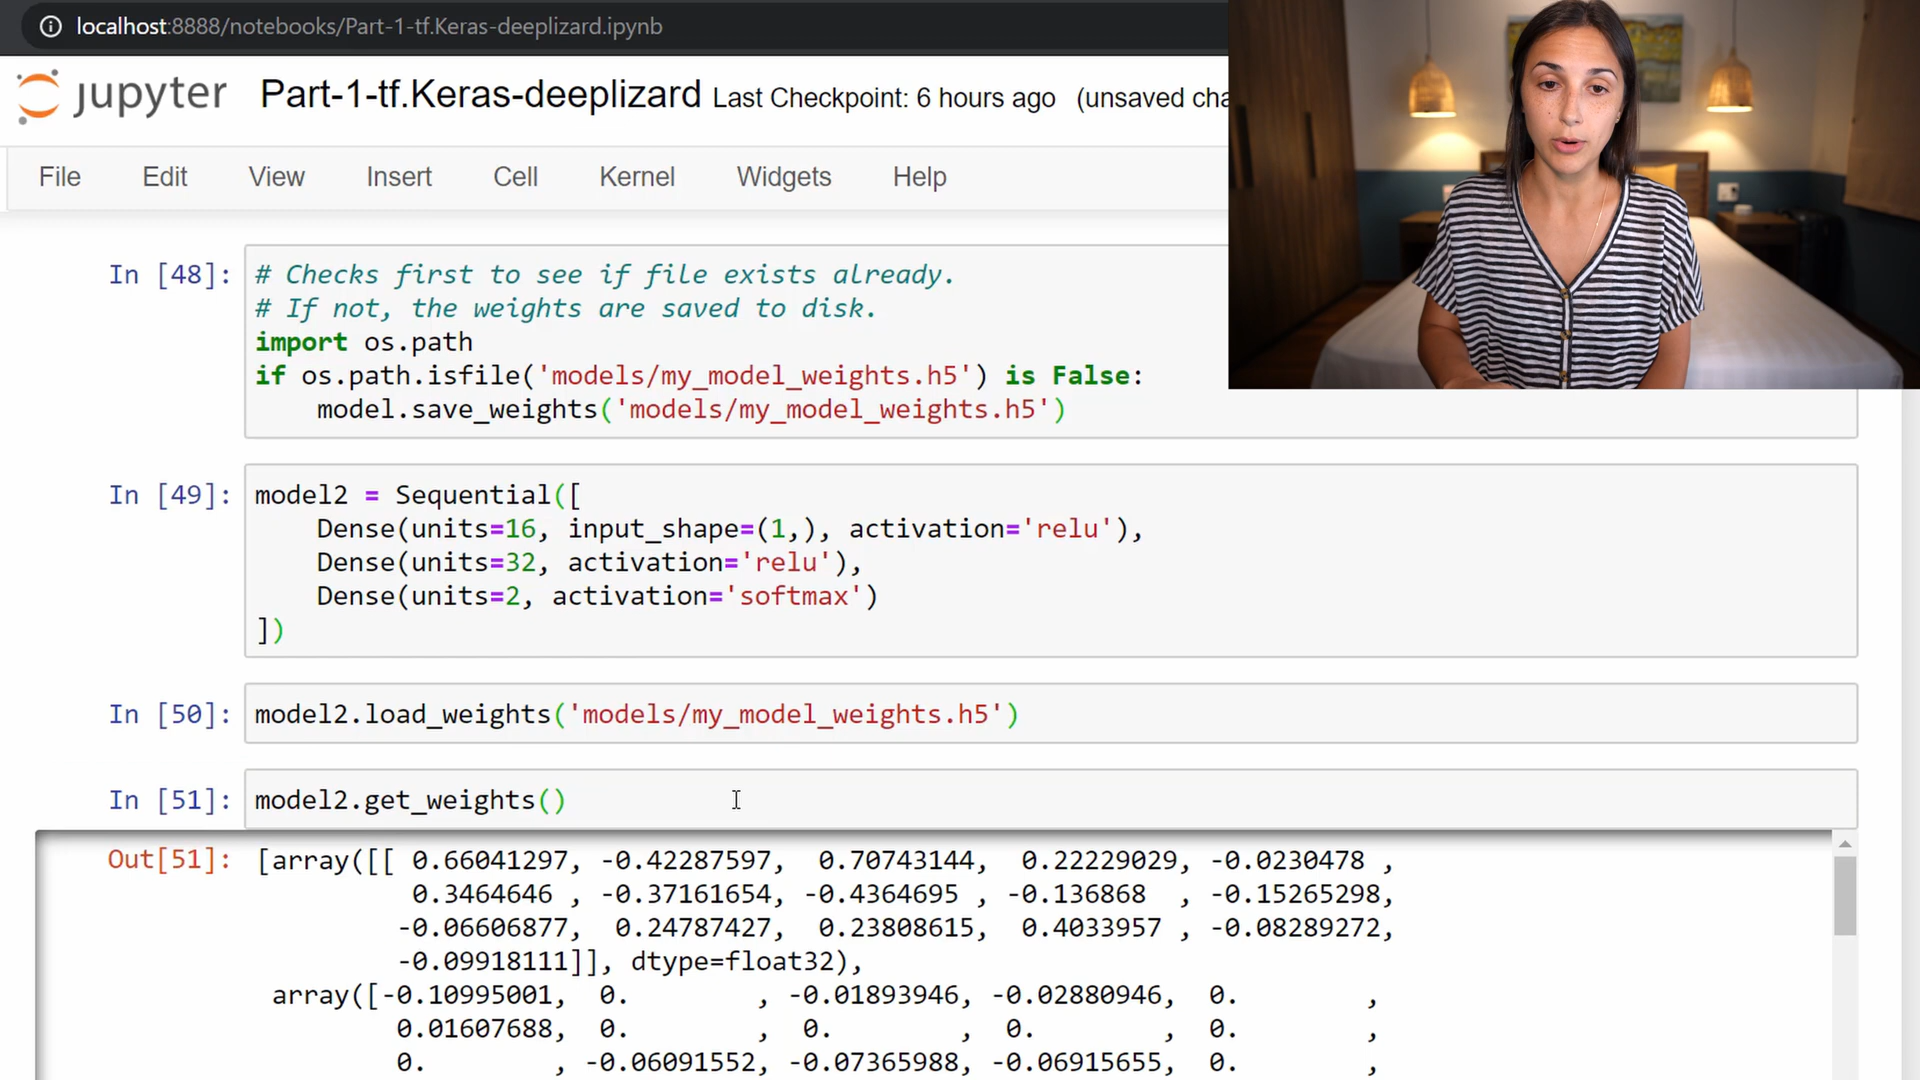 localhost:8888/notebooks/Part-1-tf.Keras-deeplizard.ipynb
jupyter Part-1-tf.Keras-deeplizard Last Checkpoint: 6 hours ago (unsaved cha
File Edit View Insert Cell Kernel Widgets Help
In [48]: # Checks first to see if file exists already.
# If not, the weights are saved to disk.
import os.path
if os.path.isfile('models/my_model_weights.h5') is False:
    model.save_weights('models/my_model_weights.h5')
In [49]: model2 = Sequential([
    Dense(units=16, input_shape=(1,), activation='relu'),
    Dense(units=32, activation='relu'),
    Dense(units=2, activation='softmax')
])
In [50]: model2.load_weights('models/my_model_weights.h5')
In [51]: model2.get_weights()
Out[51]: [array([[ 0.66041297, -0.42287597, 0.70743144, 0.22229029, -0.0230478 ,
0.3464646 , -0.37161654, -0.4364695 , -0.136868 , -0.15265298,
-0.06606877, 0.24787427, 0.23808615, 0.4033957 , -0.08289272,
-0.09918111]], dtype=float32),
array([-0.10995001, 0. , -0.01893946, -0.02880946, 0. ,
0.01607688, 0. , 0. , 0. , 0. ,
0. , -0.06091552, -0.07365988, -0.06915655, 0. ,